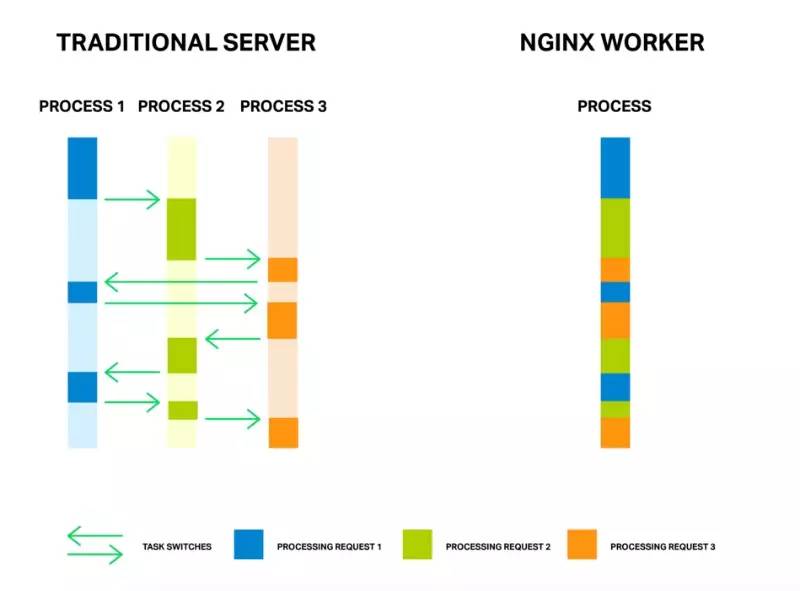 TRADITIONAL SERVER
NGINX WORKER
PROCESS 1 PROCESS 2 PROCESS 3
PROCESS
TASK SWITCHES
PROCESSING REQUEST 1
PROCESSING REQUEST 2
PROCESSING REQUEST 3